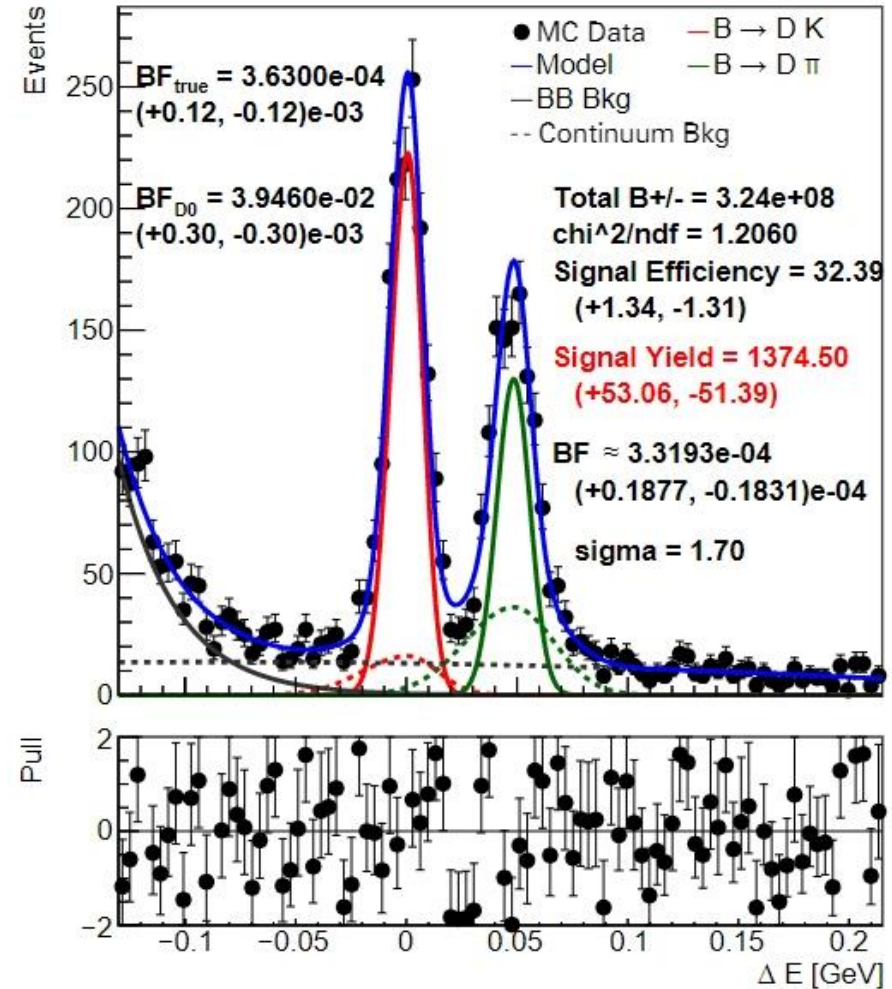 Events
250
200
150
100
50
0
BF_true = 3.6300e-04
(+0.12, -0.12)e-03
BF_D0 = 3.9460e-02
(+0.30, -0.30)e-03
MC Data
Model
BB Bkg
Continuum Bkg
B → D K
B → D π
Total B+/- = 3.24e+08
chi^2/ndf = 1.2060
Signal Efficiency = 32.39
(+1.34, -1.31)
Signal Yield = 1374.50
(+53.06, -51.39)
BF ≈ 3.3193e-04
(+0.1877, -0.1831)e-04
sigma = 1.70
Pull
2
0
−2
−0.1
−0.05
0
0.05
0.1
0.15
0.2
Δ E [GeV]